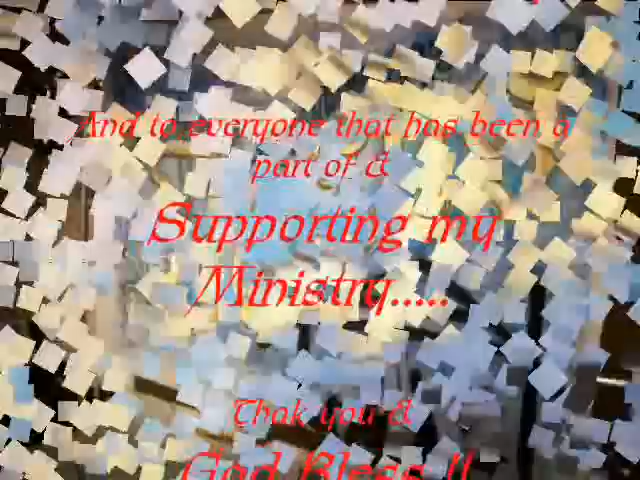 And to everyone that has been a
part of &
Supporting my
Ministry.....
Thak you &
God Bless !!